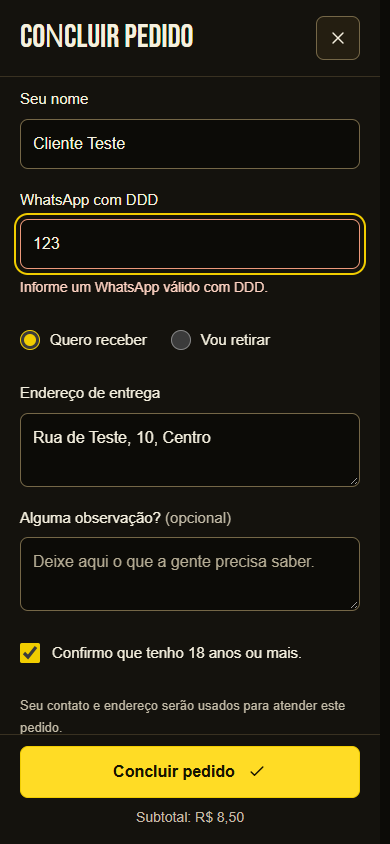 CONCLUIR PEDIDO
Seu nome
Cliente Teste
WhatsApp com DDD
123
Informe um WhatsApp válido com DDD.
Quero receber Vou retirar
Endereço de entrega
Rua de Teste, 10, Centro
Alguma observação? (opcional)
Deixe aqui o que a gente precisa saber.
Confirmo que tenho 18 anos ou mais.
Seu contato e endereço serão usados para atender este
pedido.
Concluir pedido
Subtotal: R$ 8,50